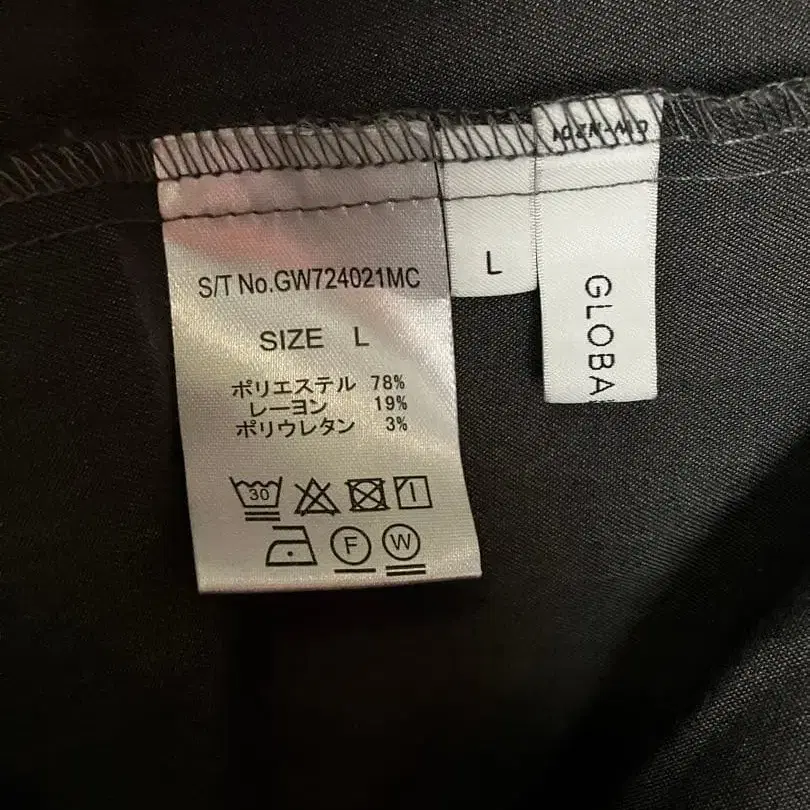 S/T No.GW724021MC
SIZE L
ポリエステル 78%
レーヨン 19%
ポリウレタン 3%
30
F
W
L
GLOBA